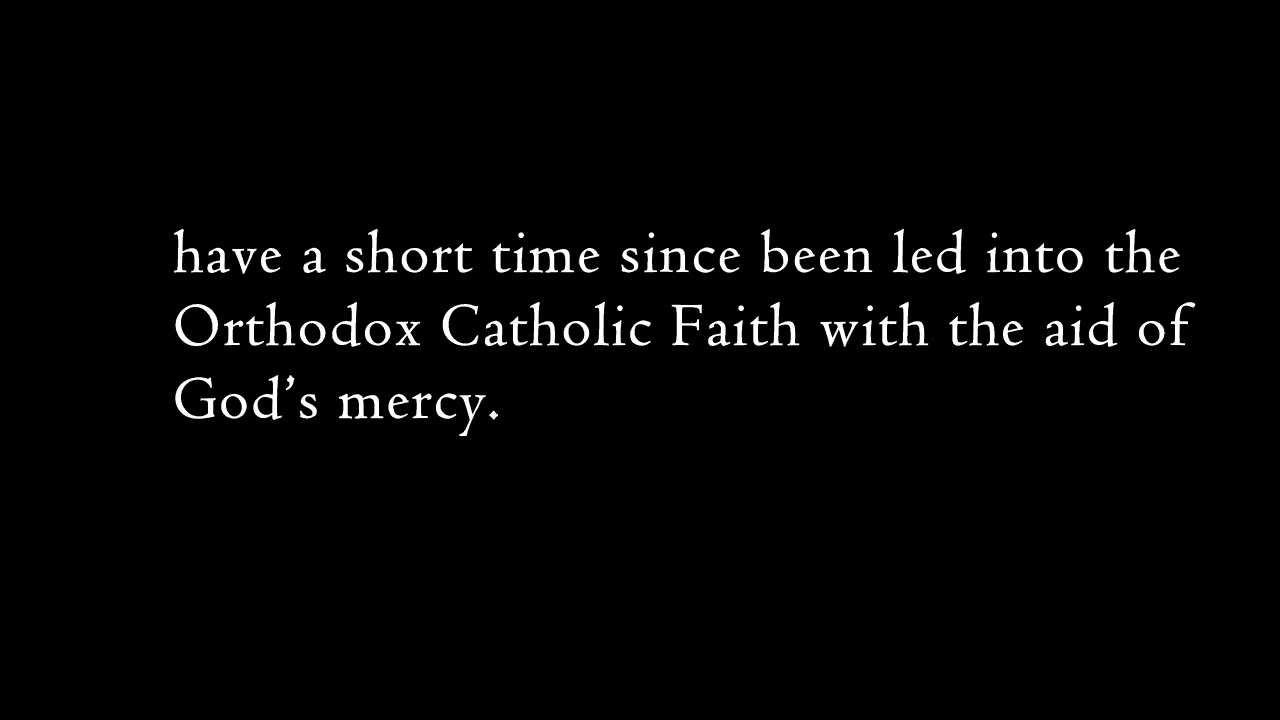 have a short time since been led into the
Orthodox Catholic Faith with the aid of
God’s mercy.